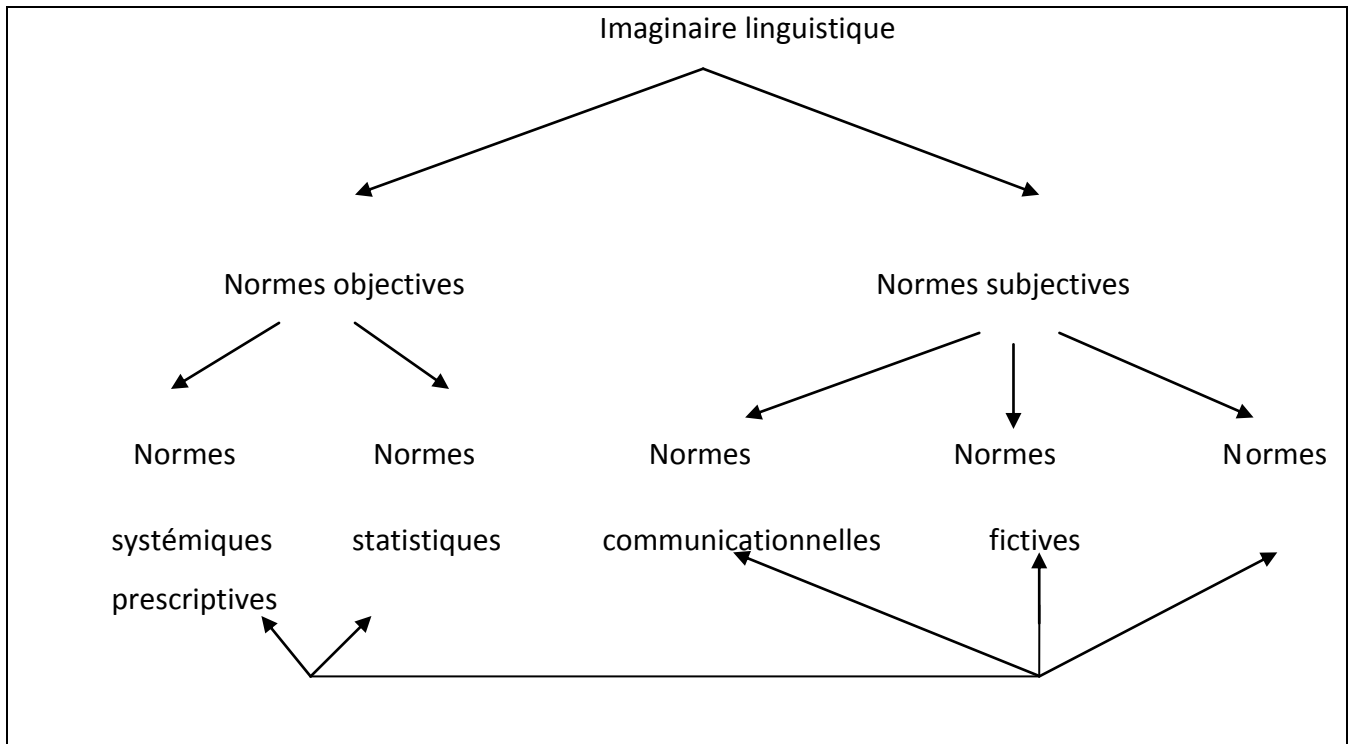 Imaginaire linguistique
Normes objectives Normes subjectives
Normes Normes Normes Normes Normes
systémiques statistiques communicationnelles fictives
prescriptives